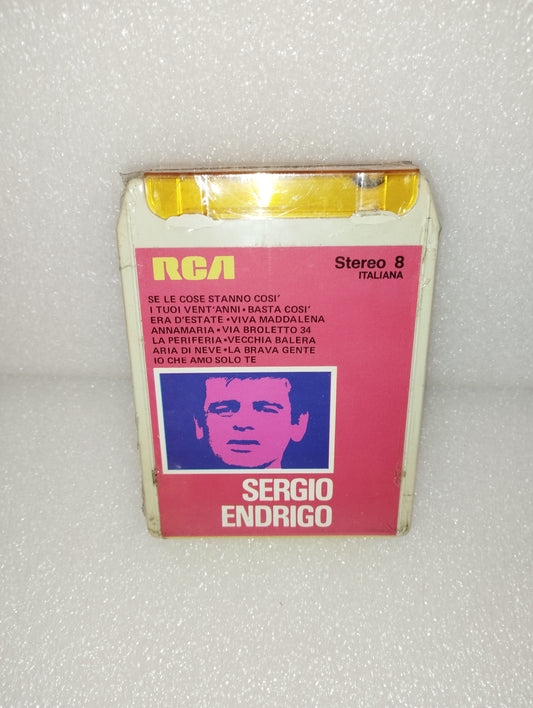 RCA
Stereo 8
ITALIANA
SE LE COSE STANNO COSI'
I TUOI VENT'ANNI • BASTA COSI'
ERA D'ESTATE • VIVA MADDALENA
ANNAMARIA • VIA BROLETTO 34
LA PERIFERIA • VECCHIA BALERA
ARIA DI NEVE • LA BRAVA GENTE
IO CHE AMO SOLO TE
SERGIO
ENDRIGO